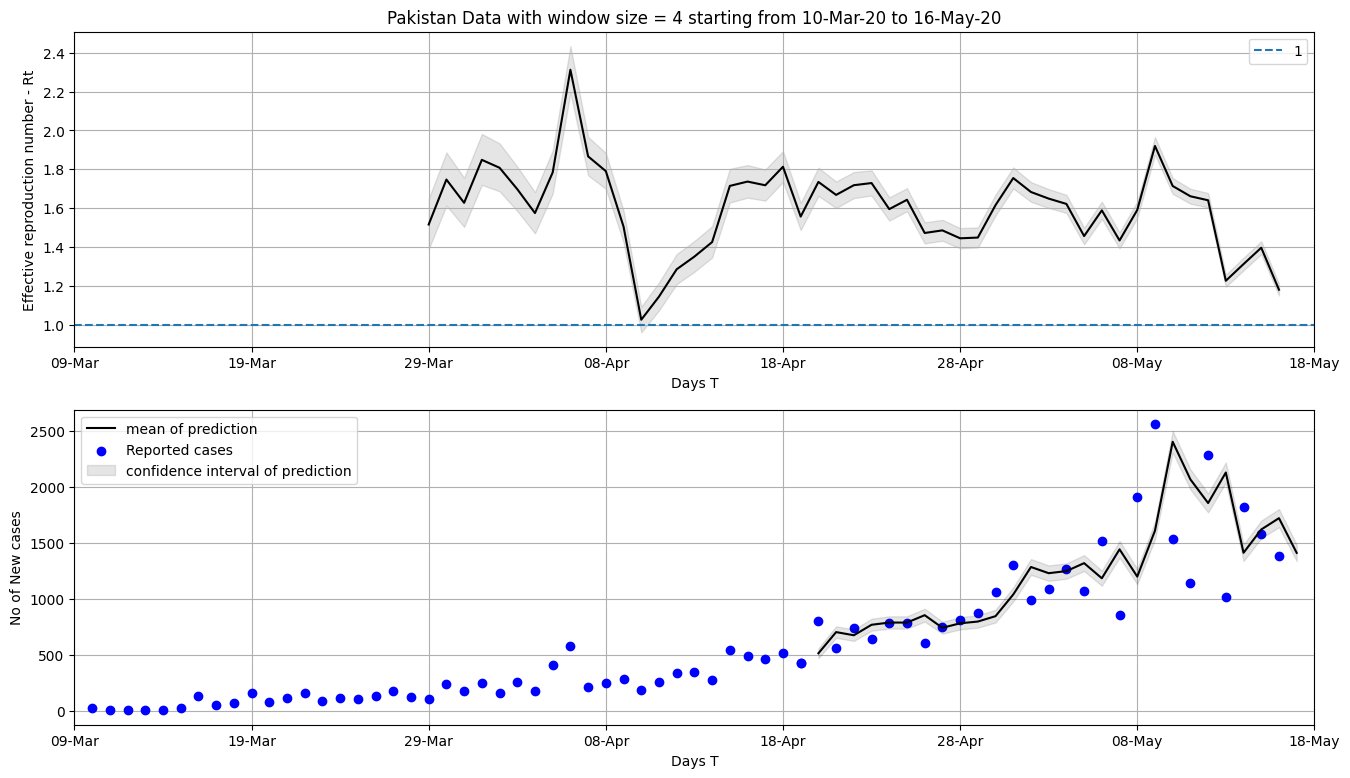 Pakistan Data with window size = 4 starting from 10-Mar-20 to 16-May-20
Effective reproduction number - Rt
2.4
2.2
2.0
1.8
1.6
1.4
1.2
1.0
1
09-Mar 19-Mar 29-Mar 08-Apr 18-Apr 28-Apr 08-May 18-May
Days T
No of New cases
2500
2000
1500
1000
500
0
mean of prediction
Reported cases
confidence interval of prediction
09-Mar 19-Mar 29-Mar 08-Apr 18-Apr 28-Apr 08-May 18-May
Days T